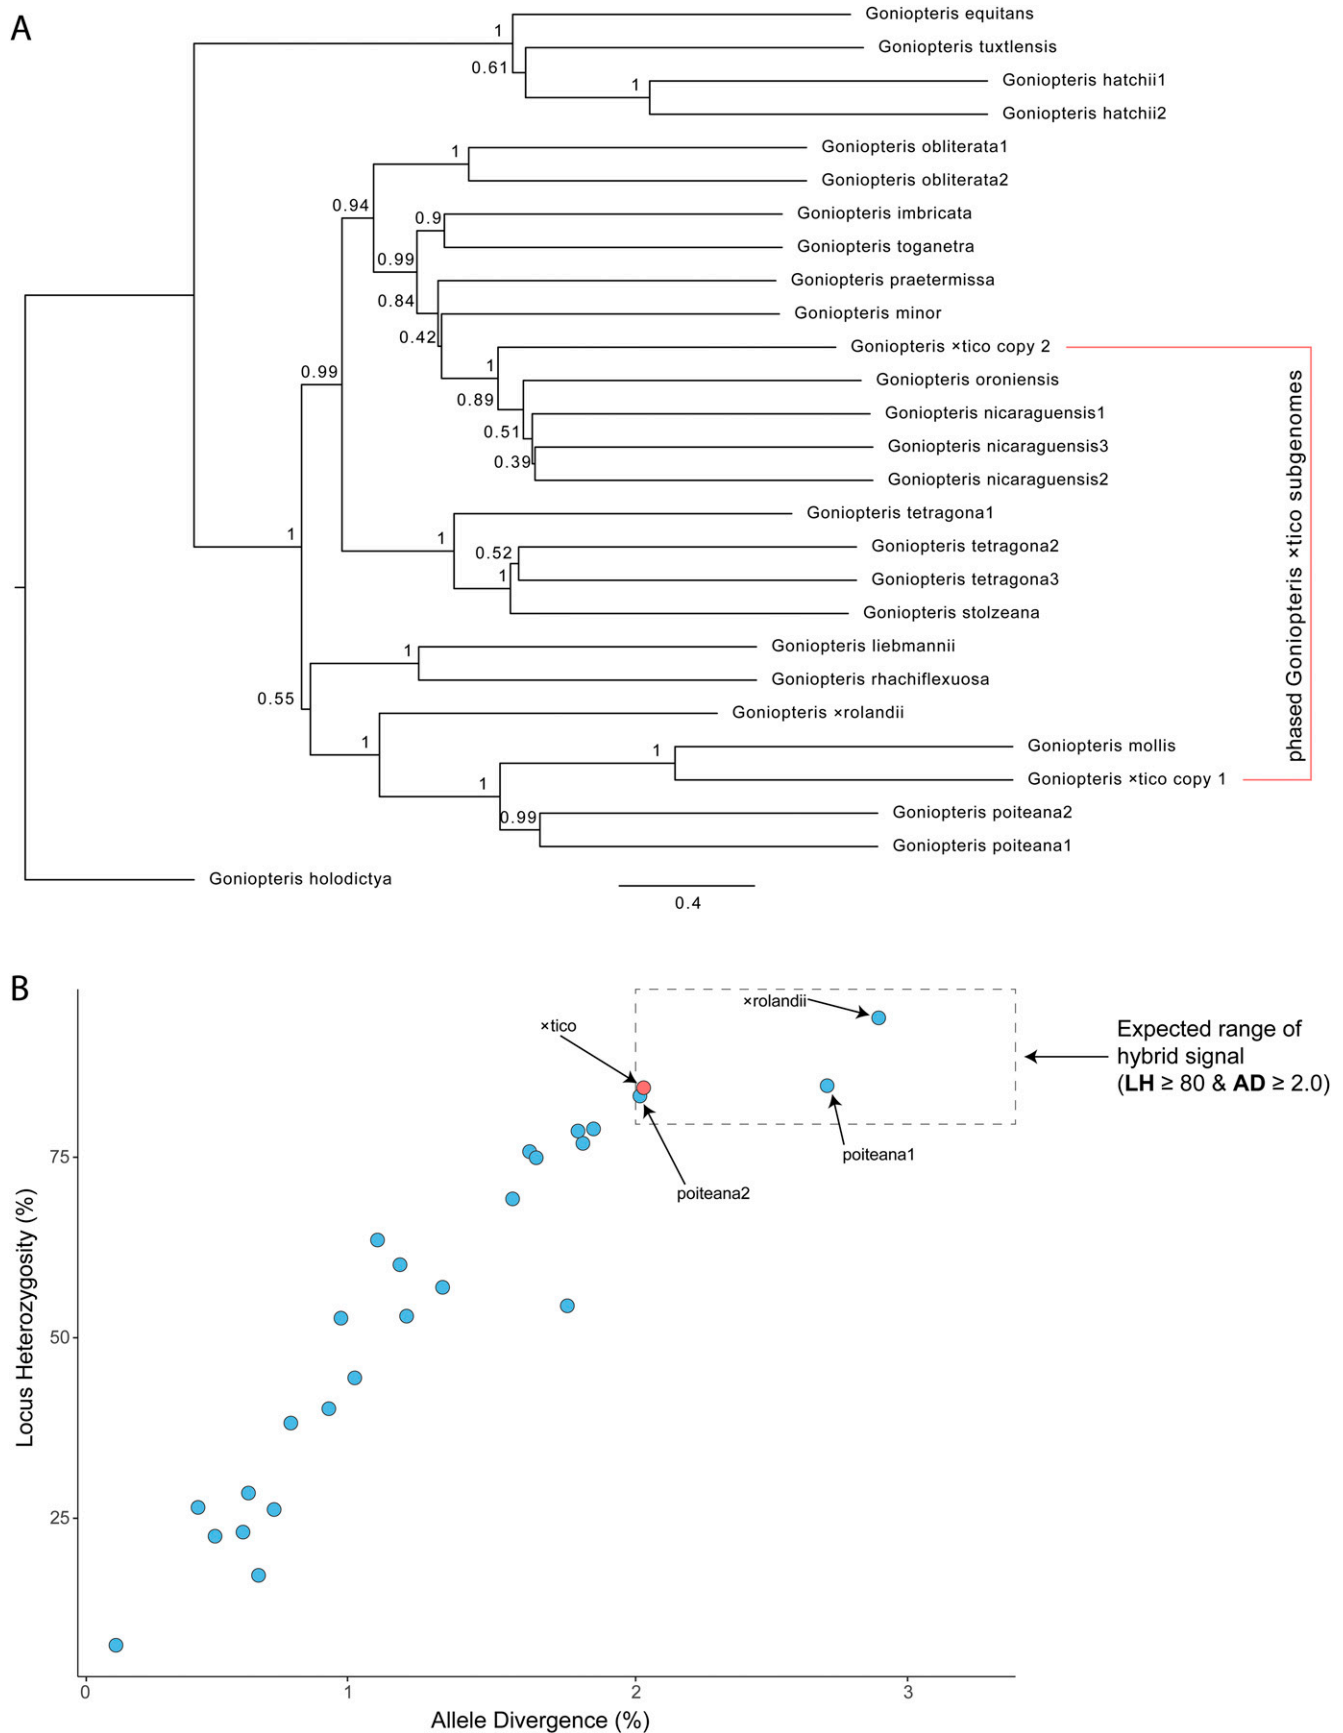 A
Goniopteris equitans
1
Goniopteris tuxtlensis
0.61
Goniopteris hatchii1
1
Goniopteris hatchii2
Goniopteris obliterata1
1
Goniopteris obliterata2
0.94
Goniopteris imbricata
0.9
Goniopteris toganetra
0.99
Goniopteris praetermissa
0.84
Goniopteris minor
0.42
Goniopteris ×tico copy 2
1
0.99
Goniopteris oroniensis
0.89
Goniopteris nicaraguensis1
0.51
Goniopteris nicaraguensis3
0.39
Goniopteris nicaraguensis2
Goniopteris tetragona1
1
1
Goniopteris tetragona2
0.52
Goniopteris tetragona3
1
Goniopteris stolzeana
Goniopteris liebmannii
1
Goniopteris rhachiflexuosa
0.55
Goniopteris ×rolandii
1
Goniopteris mollis
1
Goniopteris ×tico copy 1
1
Goniopteris poiteana2
0.99
Goniopteris poiteana1
Goniopteris holodictya
0.4
phased Goniopteris ×tico subgenomes
B
×rolandii
×tico
Expected range of
hybrid signal
(LH ≥ 80 & AD ≥ 2.0)
poiteana1
poiteana2
75
50
25
Locus Heterozygosity (%)
0
1
2
3
Allele Divergence (%)